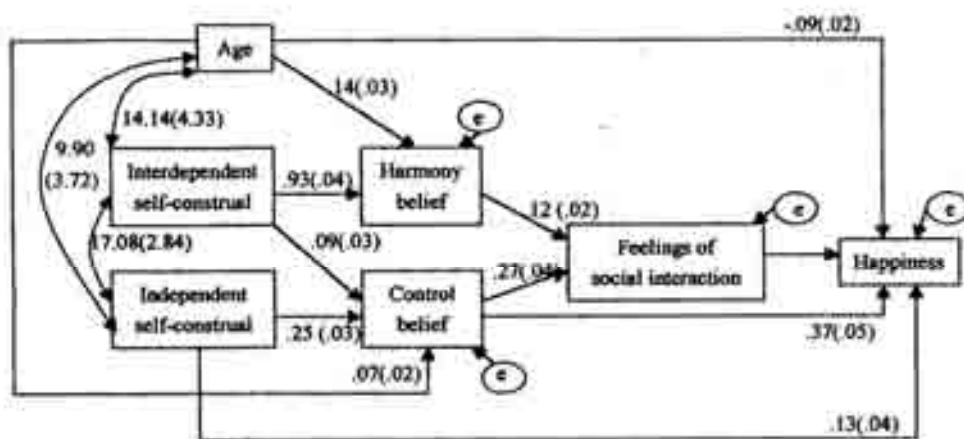 -.09(.02)
Age
.14(.03)
14.14(4.33)
e
9.90
(3.72)
Interdependent
self-construal
.93(.04)
Harmony
belief
.12 (.02)
e
e
17.08(2.84)
.09(.03)
Feelings of
social interaction
Happiness
Independent
self-construal
.25 (.03)
Control
belief
.27(.04)
.37(.05)
.07(.02)
e
.13(.04)